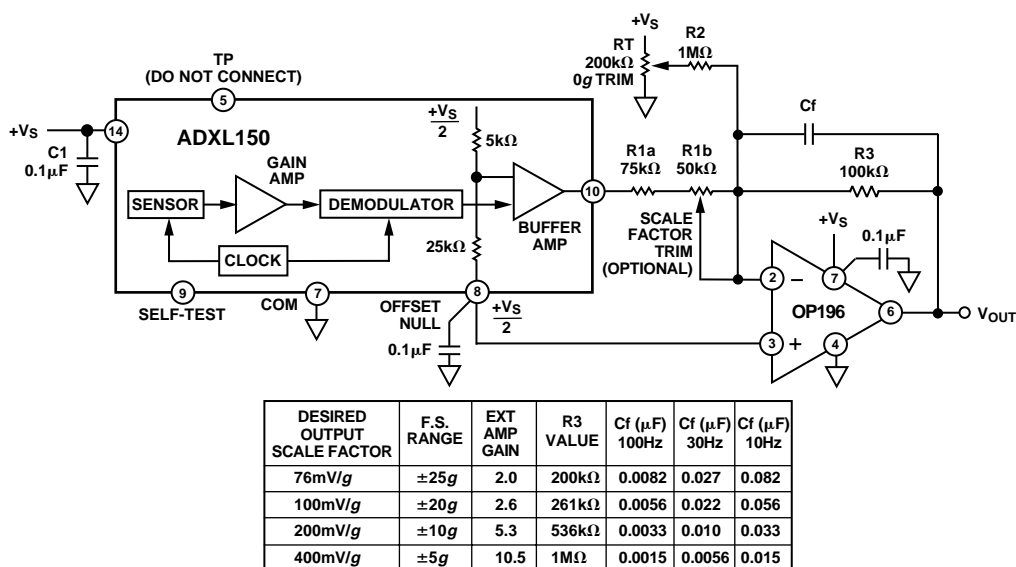 +VS
RT
200kΩ
0g TRIM
R2
1MΩ
TP
(DO NOT CONNECT)
5
Cf
+VS
14
C1
0.1µF
ADXL150
+VS
2
5kΩ
GAIN
AMP
R1a
75kΩ
R1b
50kΩ
R3
100kΩ
10
SENSOR
DEMODULATOR
BUFFER
AMP
SCALE
FACTOR
TRIM
(OPTIONAL)
+VS
0.1µF
CLOCK
25kΩ
9
SELF-TEST
COM
7
8
OFFSET
NULL
+VS
2
0.1µF
2
−
7
OP196
6
VOUT
3
+
4
DESIRED
OUTPUT
SCALE FACTOR
F.S.
RANGE
EXT
AMP
GAIN
R3
VALUE
Cf (µF)
100Hz
Cf (µF)
30Hz
Cf (µF)
10Hz
76mV/g ±25g 2.0 200kΩ 0.0082 0.027 0.082
100mV/g ±20g 2.6 261kΩ 0.0056 0.022 0.056
200mV/g ±10g 5.3 536kΩ 0.0033 0.010 0.033
400mV/g ±5g 10.5 1MΩ 0.0015 0.0056 0.015